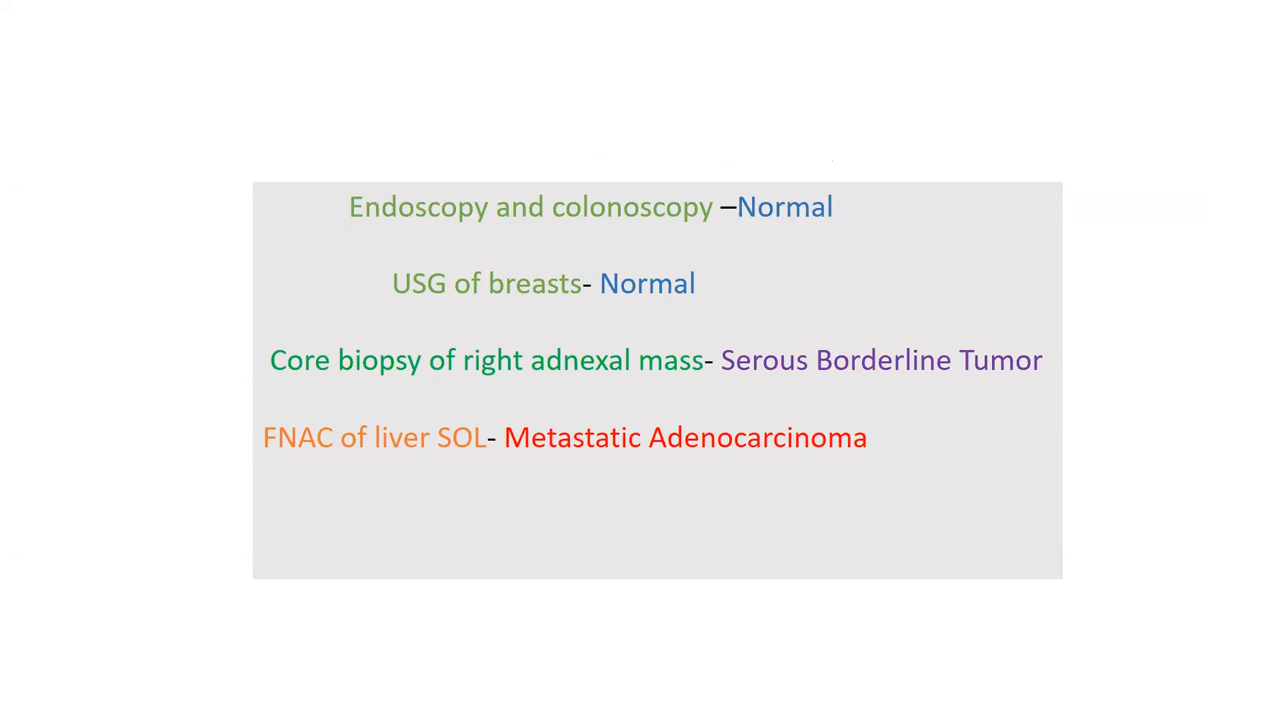 Endoscopy and colonoscopy –Normal
USG of breasts- Normal
Core biopsy of right adnexal mass- Serous Borderline Tumor
FNAC of liver SOL- Metastatic Adenocarcinoma